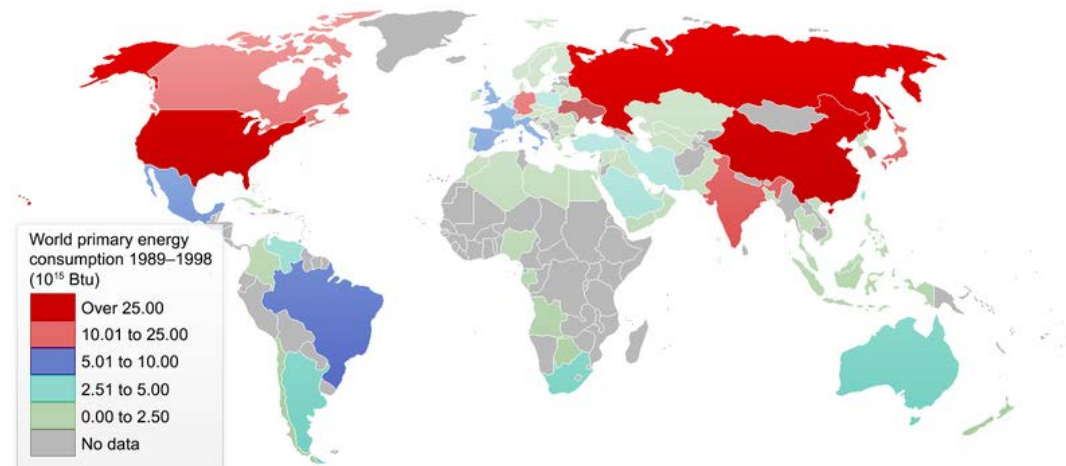 World primary energy
consumption 1989–1998
(10¹⁵ Btu)
Over 25.00
10.01 to 25.00
5.01 to 10.00
2.51 to 5.00
0.00 to 2.50
No data